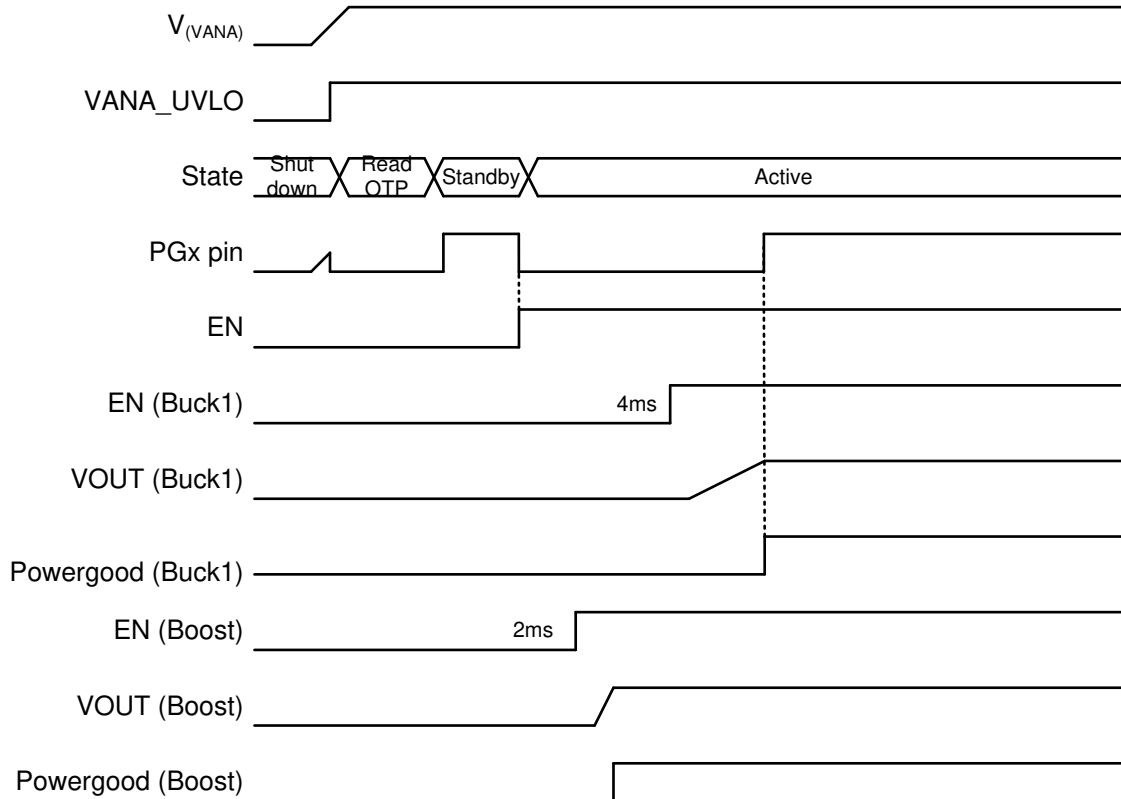 V(VANA)
VANA_UVLO
State
Shut
down
Read
OTP
Standby
Active
PGx pin
EN
EN (Buck1)
4ms
VOUT (Buck1)
Powergood (Buck1)
EN (Boost)
2ms
VOUT (Boost)
Powergood (Boost)